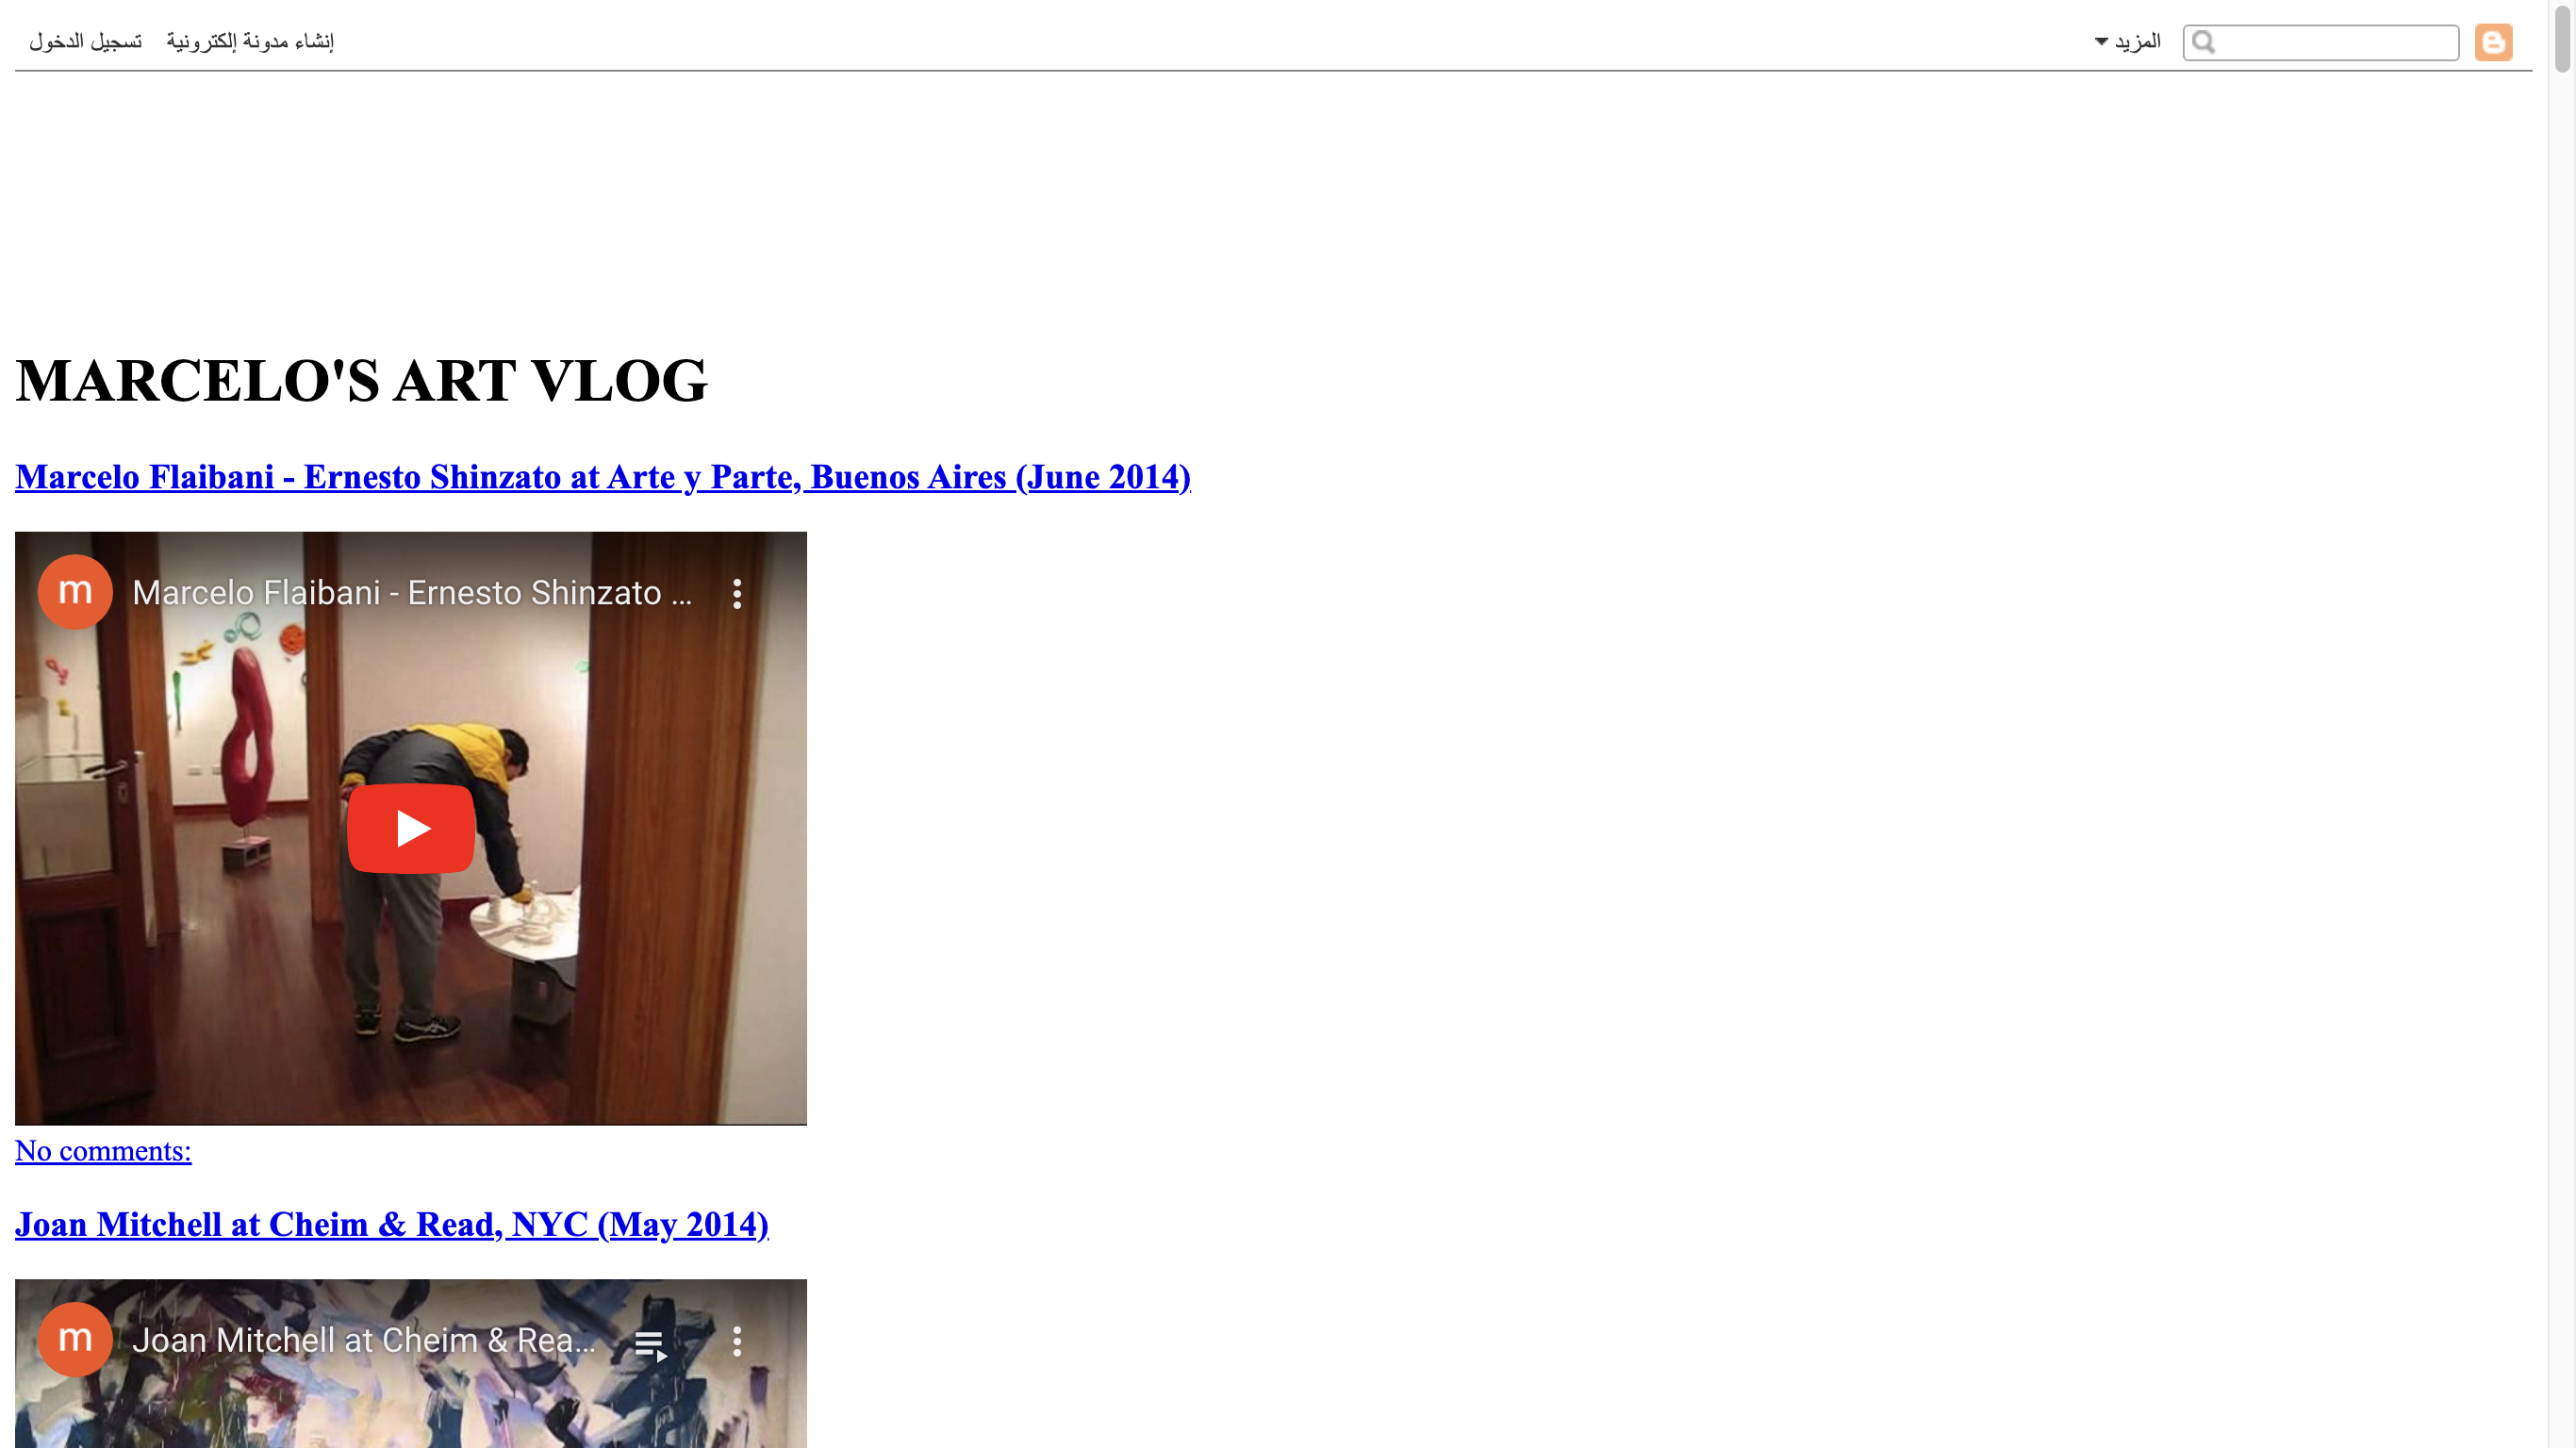 تسجيل الدخول
إنشاء مدونة إلكترونية
المزيد
MARCELO'S ART VLOG
Marcelo Flaibani - Ernesto Shinzato at Arte y Parte, Buenos Aires (June 2014)
m
Marcelo Flaibani - Ernesto Shinzato ...
No comments:
Joan Mitchell at Cheim & Read, NYC (May 2014)
m
Joan Mitchell at Cheim & Rea...